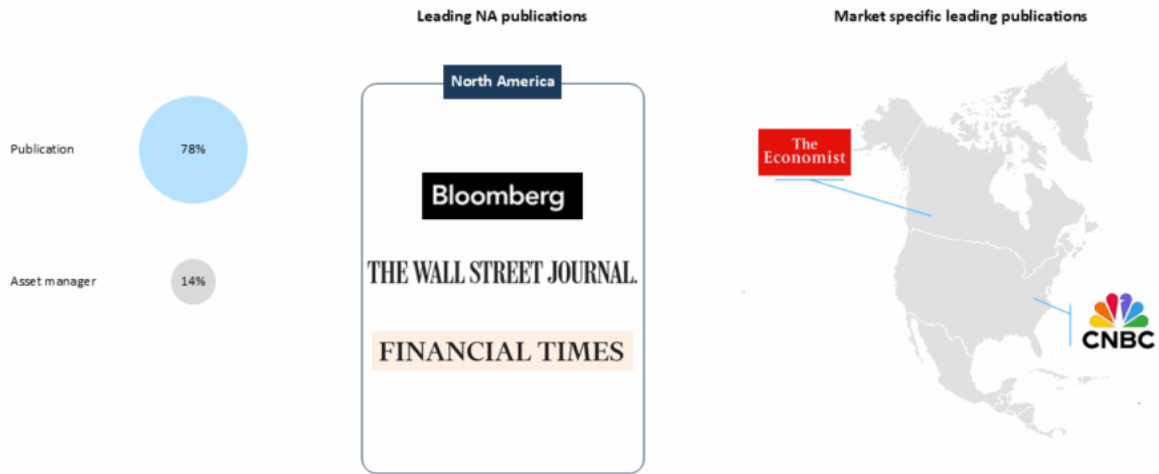 Leading NA publications
Market specific leading publications
North America
Publication
78%
The
Economist
Bloomberg
THE WALL STREET JOURNAL.
Asset manager
14%
CNBC
FINANCIAL TIMES